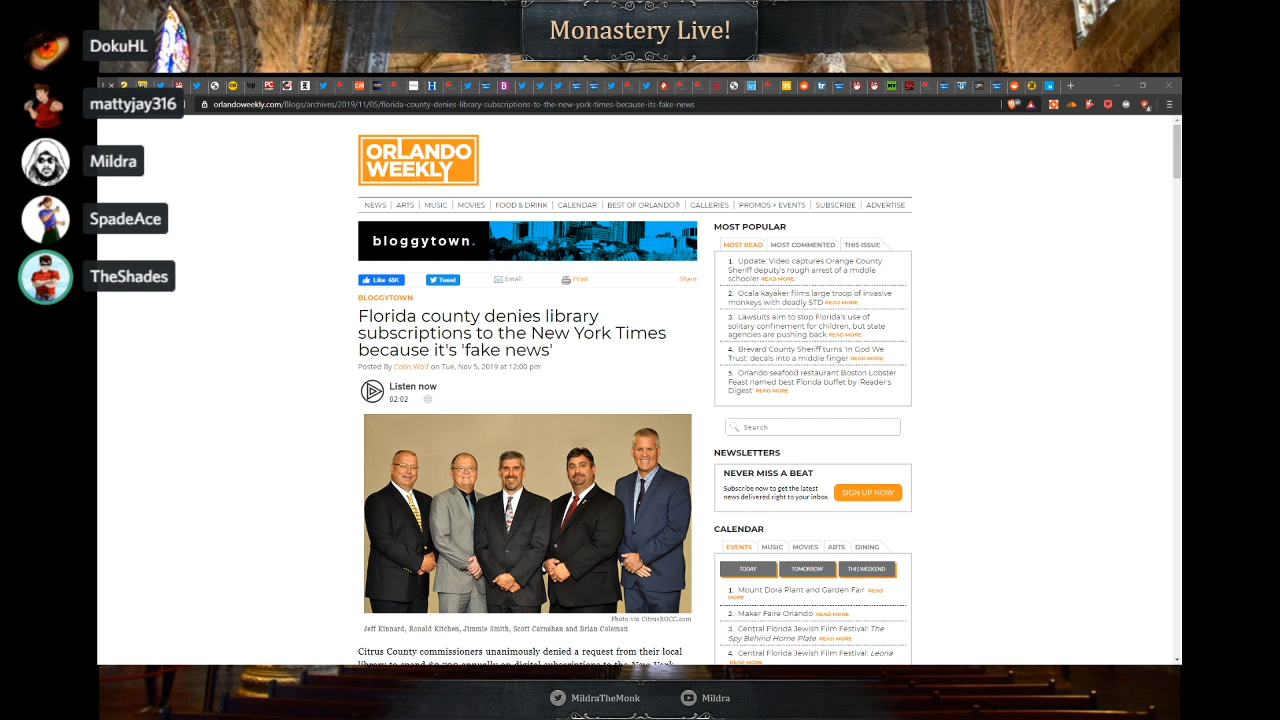 Monastery Live!
DokuHL
mattyjay316
Mildra
SpadeAce
TheShades
orlandoweekly.com/Blogs/archives/2019/11/05/florida-county-denies-library-subscriptions-to-the-new-york-times-because-its-fake-news
ORLANDO
WEEKLY
NEWS | ARTS | MUSIC | MOVIES | FOOD & DRINK | CALENDAR | BEST OF ORLANDO® | GALLERIES | PROMOS + EVENTS | SUBSCRIBE | ADVERTISE
bloggytown.
Like 48K
Tweet
Email
Print
Share
BLOGGYTOWN
Florida county denies library
subscriptions to the New York Times
because it's 'fake news'
Posted By Colin Wolf on Tue, Nov 5, 2019 at 12:00 pm
Listen now
02:02
Photo via CitrusBOCC.com
Jeff Kinnard, Ronald Kitchen, Jimmie Smith, Scott Carnahan and Brian Coleman
Citrus County commissioners unanimously denied a request from their local
MOST POPULAR
MOST READ
MOST COMMENTED
THIS ISSUE
1. Update: Video captures Orange County
Sheriff deputy's rough arrest of a middle
schooler READ MORE
2. Ocala kayaker films large troop of invasive
monkeys with deadly STD READ MORE
3. Lawsuits aim to stop Florida's use of
solitary confinement for children, but state
agencies are pushing back READ MORE
4. Brevard County Sheriff turns 'In God We
Trust' decals into a middle finger READ MORE
5. Orlando seafood restaurant Boston Lobster
Feast named best Florida buffet by 'Reader's
Digest' READ MORE
Search
NEWSLETTERS
NEVER MISS A BEAT
Subscribe now to get the latest
news delivered right to your inbox.
SIGN UP NOW
CALENDAR
EVENTS
MUSIC
MOVIES
ARTS
DINING
TODAY
TOMORROW
THIS WEEKEND
1. Mount Dora Plant and Garden Fair READ
MORE
2. Maker Faire Orlando READ MORE
3. Central Florida Jewish Film Festival: The
Spy Behind Home Plate READ MORE
4. Central Florida Jewish Film Festival: Leona
READ MORE
MildraTheMonk
Mildra